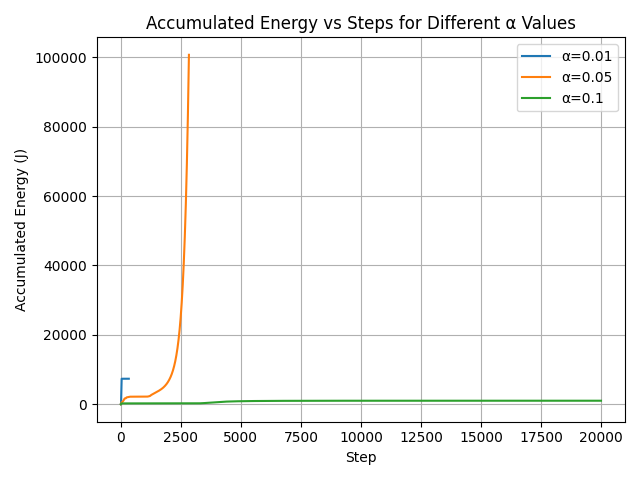 Accumulated Energy vs Steps for Different α Values
α=0.01
α=0.05
α=0.1
Accumulated Energy (J)
100000
80000
60000
40000
20000
0
0 2500 5000 7500 10000 12500 15000 17500 20000
Step